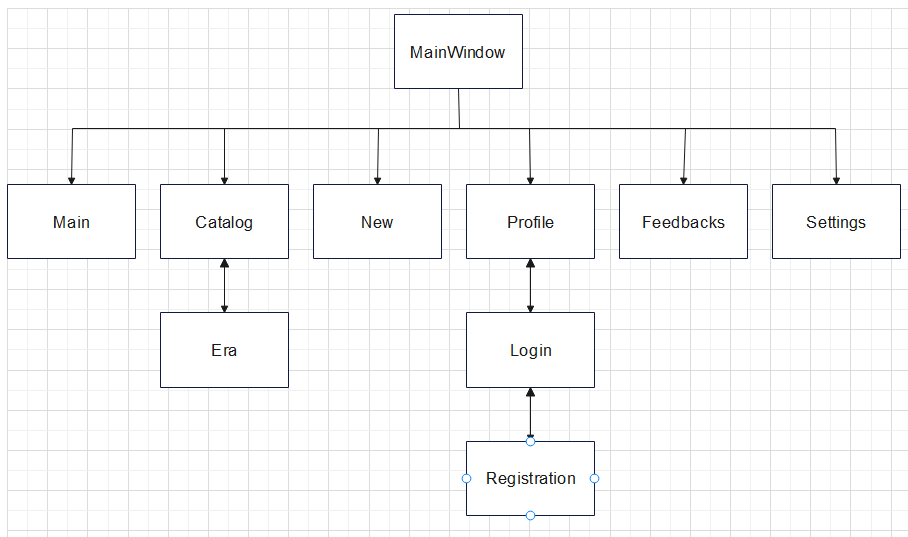 MainWindow
Main
Catalog
New
Profile
Feedbacks
Settings
Era
Login
Registration